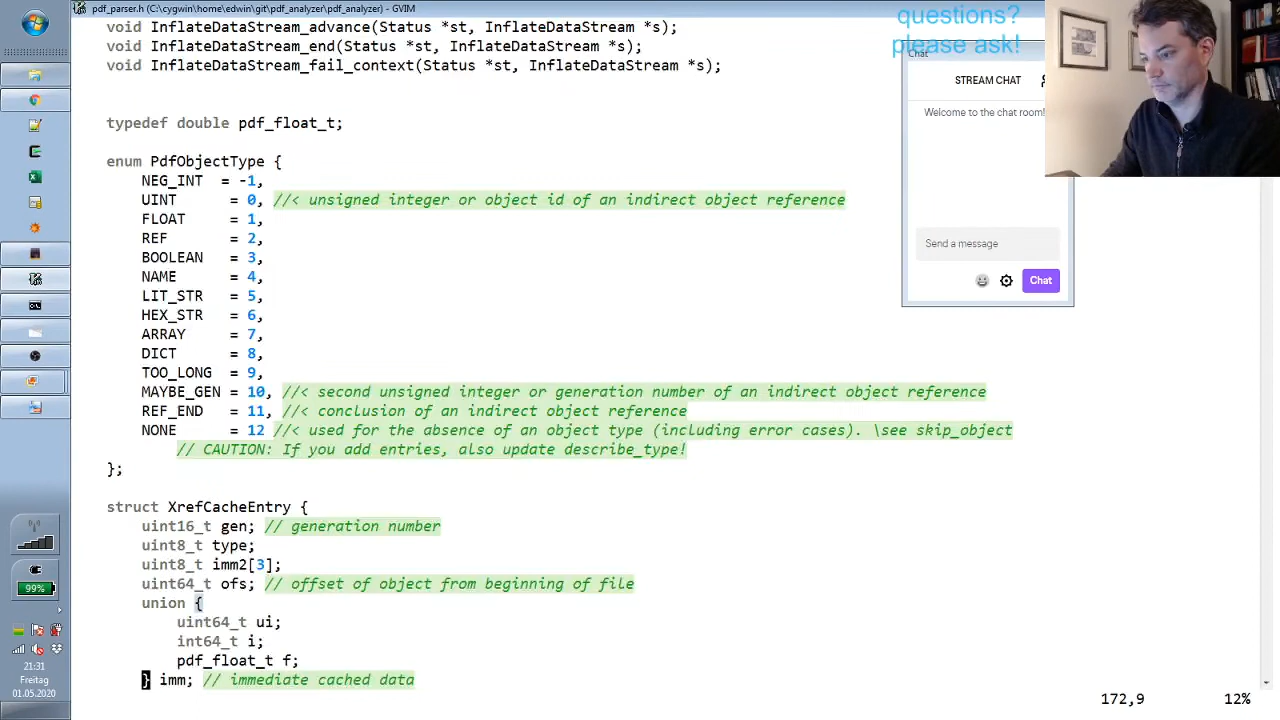 pdf_parser.h (C:\cygwin\home\edwin\git\pdf_analyzer\pdf_analyzer) - GVIM
void InflateDataStream_advance(Status *st, InflateDataStream *s);
void InflateDataStream_end(Status *st, InflateDataStream *s);
void InflateDataStream_fail_context(Status *st, InflateDataStream *s);
typedef double pdf_float_t;
enum PdfObjectType {
NEG_INT = -1,
UINT = 0, //< unsigned integer or object id of an indirect object reference
FLOAT = 1,
REF = 2,
BOOLEAN = 3,
NAME = 4,
LIT_STR = 5,
HEX_STR = 6,
ARRAY = 7,
DICT = 8,
TOO_LONG = 9,
MAYBE_GEN = 10, //< second unsigned integer or generation number of an indirect object reference
REF_END = 11, //< conclusion of an indirect object reference
NONE = 12 //< used for the absence of an object type (including error cases). \see skip_object
// CAUTION: If you add entries, also update describe_type!
};
struct XrefCacheEntry {
uint16_t gen; // generation number
uint8_t type;
uint8_t imm2[3];
uint64_t ofs; // offset of object from beginning of file
union {
uint64_t ui;
int64_t i;
pdf_float_t f;
} imm; // immediate cached data
172,9 12%
questions?
please ask!
Chat
STREAM CHAT
Welcome to the chat room!
Send a message
Chat
99%
21:31
Freitag
01.05.2020